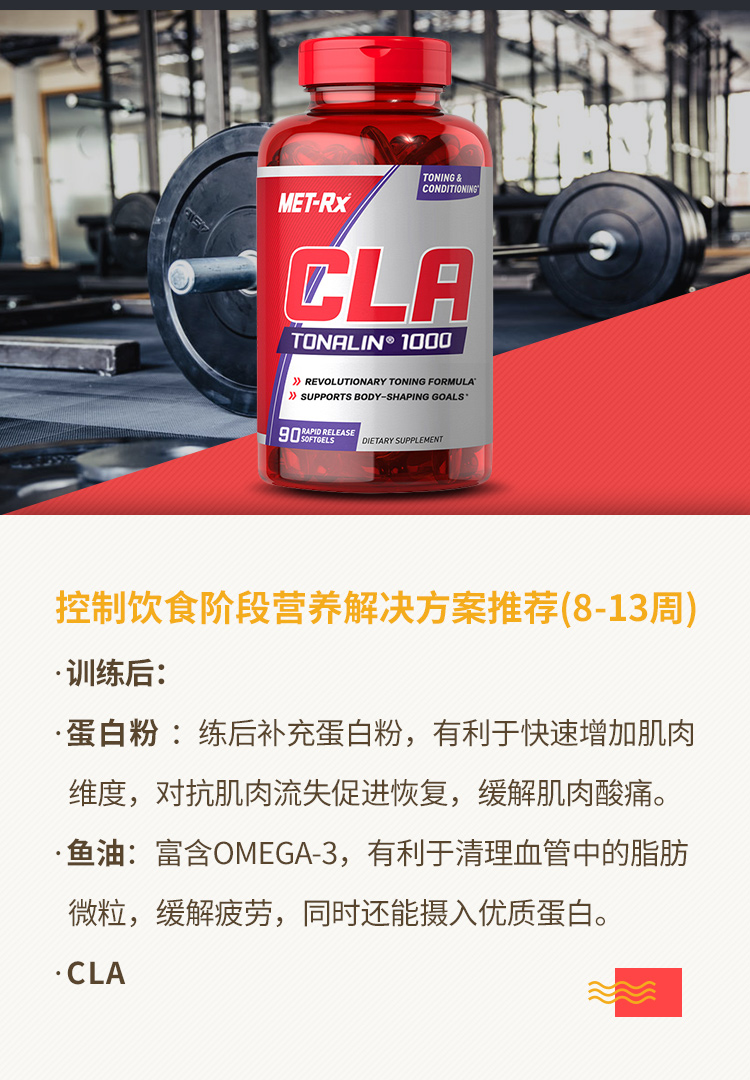 TONING &
CONDITIONING*
MET-Rx®
CLA
TONALIN® 1000
» REVOLUTIONARY TONING FORMULA*
» SUPPORTS BODY-SHAPING GOALS*
90 RAPID RELEASE
SOFTGELS
DIETARY SUPPLEMENT
控制饮食阶段营养解决方案推荐(8-13周)
·训练后：
·蛋白粉 ：练后补充蛋白粉，有利于快速增加肌肉
维度，对抗肌肉流失促进恢复，缓解肌肉酸痛。
·鱼油：富含OMEGA-3，有利于清理血管中的脂肪
微粒，缓解疲劳，同时还能摄入优质蛋白。
·CLA